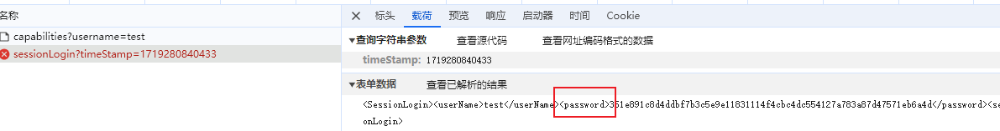 名称
标头 载荷 预览 响应 启动器 时间 Cookie
capabilities?username=test
▼查询字符串参数 查看源代码 查看网址编码格式的数据
sessionLogin?timeStamp=1719280840433
timeStamp: 1719280840433
▼表单数据 查看已解析的结果
<SessionLogin><userName>test</userName><password>351e891c8d4ddbf7b3c5e9e11831114f4cbc4dc554127a783a87d47571eb6a4d</password><se
onLogin>